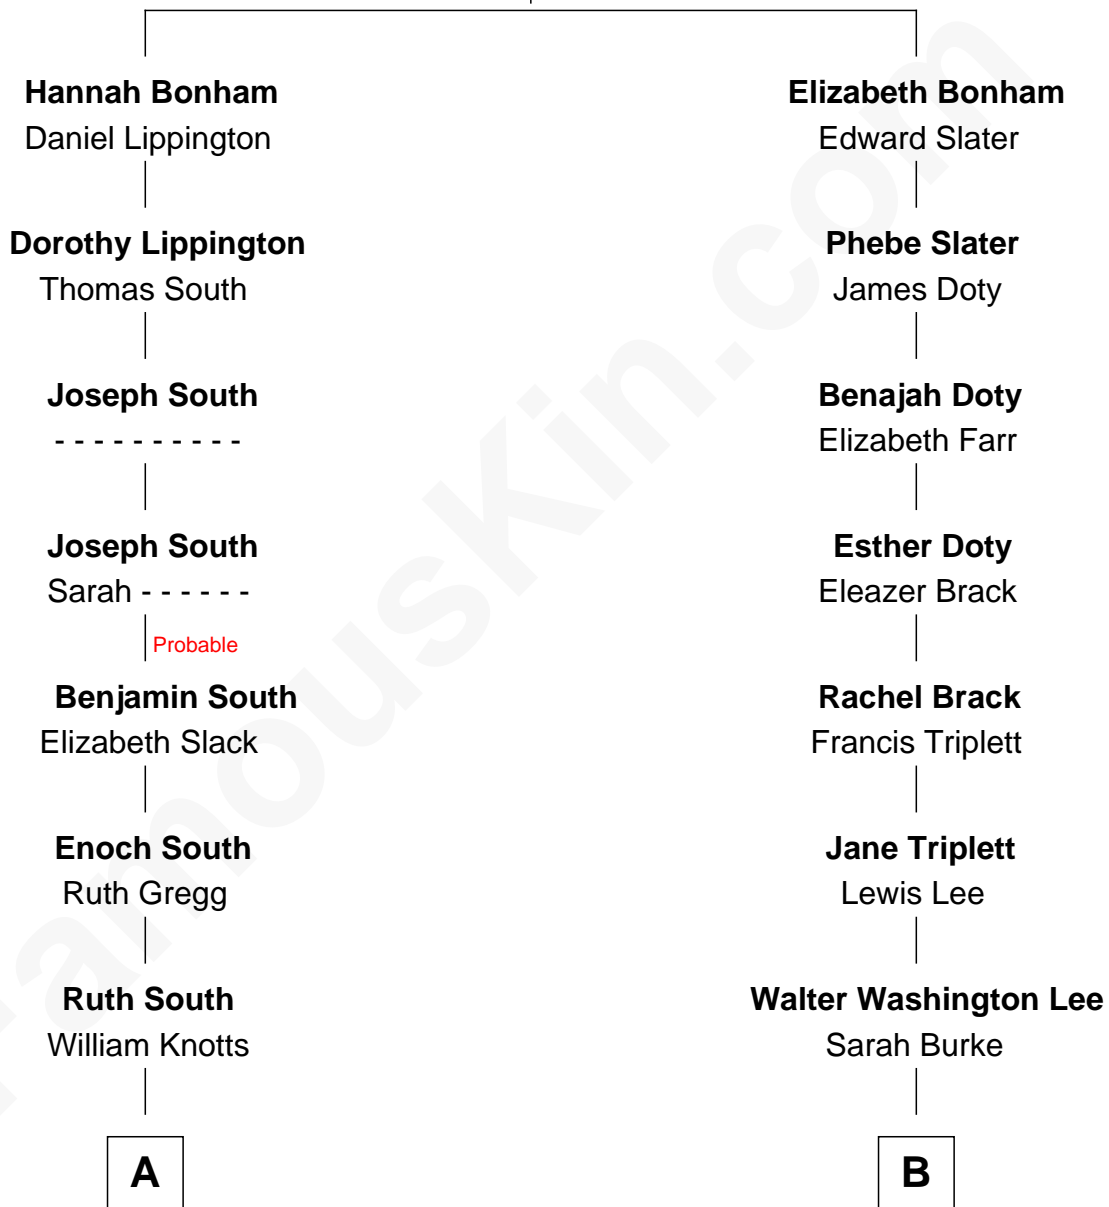 Hannah Bonham
Daniel Lippington
Dorothy Lippington
Thomas South
Joseph South
- - - - - - - - - -
Joseph South
Sarah - - - - - -
Probable
Benjamin South
Elizabeth Slack
Enoch South
Ruth Gregg
Ruth South
William Knotts
A
Elizabeth Bonham
Edward Slater
Phebe Slater
James Doty
Benajah Doty
Elizabeth Farr
Esther Doty
Eleazer Brack
Rachel Brack
Francis Triplett
Jane Triplett
Lewis Lee
Walter Washington Lee
Sarah Burke
B
FamousKin.com